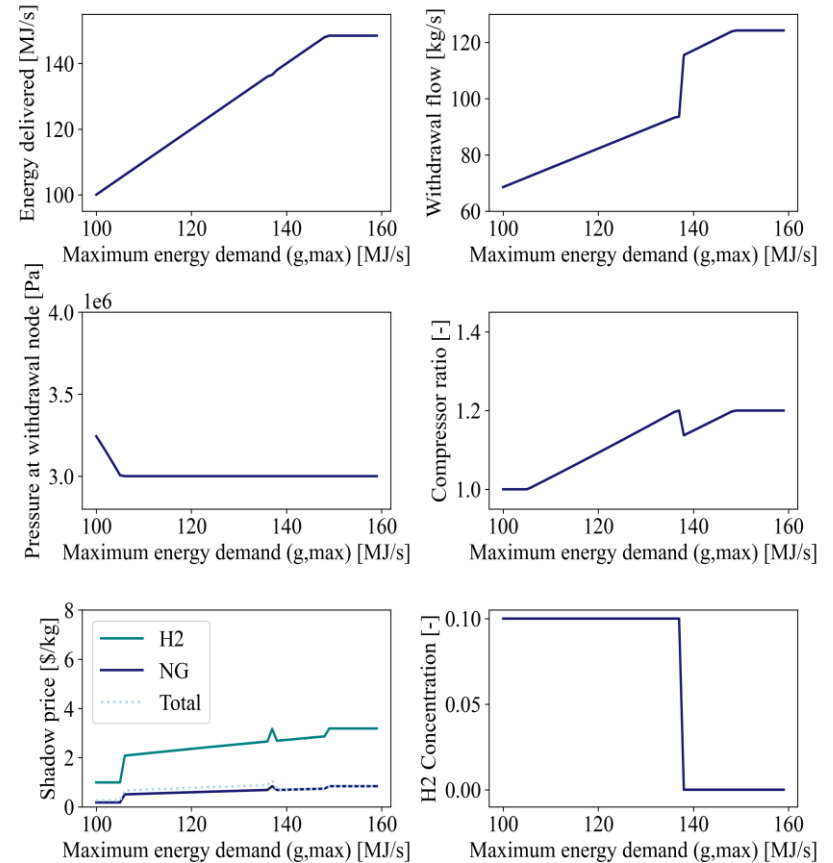 Energy delivered [MJ/s]
140
120
100
100
120
140
160
Maximum energy demand (g,max) [MJ/s]
Withdrawal flow [kg/s]
120
100
80
60
100
120
140
160
Maximum energy demand (g,max) [MJ/s]
Pressure at withdrawal node [Pa]
1e6
4.0
3.5
3.0
100
120
140
160
Maximum energy demand (g,max) [MJ/s]
Compressor ratio [-]
1.4
1.2
1.0
100
120
140
160
Maximum energy demand (g,max) [MJ/s]
Shadow price [$/kg]
8
6
4
2
0
H2
NG
Total
100
120
140
160
Maximum energy demand (g,max) [MJ/s]
H2 Concentration [-]
0.10
0.05
0.00
100
120
140
160
Maximum energy demand (g,max) [MJ/s]